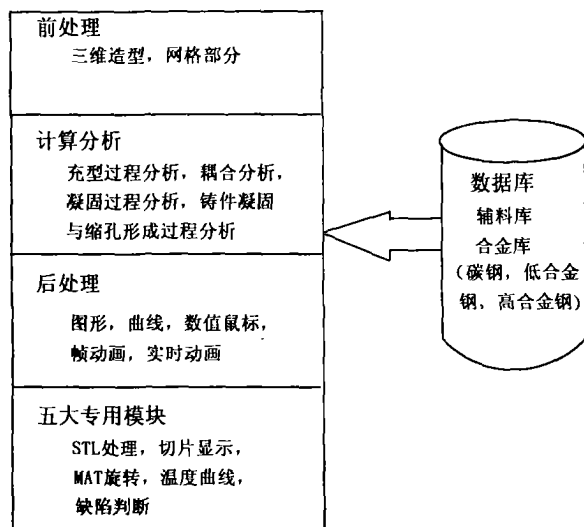 前处理
三维造型，网格部分
计算分析
充型过程分析，耦合分析，
凝固过程分析，铸件凝固
与缩孔形成过程分析
后处理
图形，曲线，数值鼠标，
帧动画，实时动画
五大专用模块
STL处理，切片显示，
MAT旋转，温度曲线，
缺陷判断
数据库
辅料库
合金库
(碳钢，低合金
钢、高合金钢)